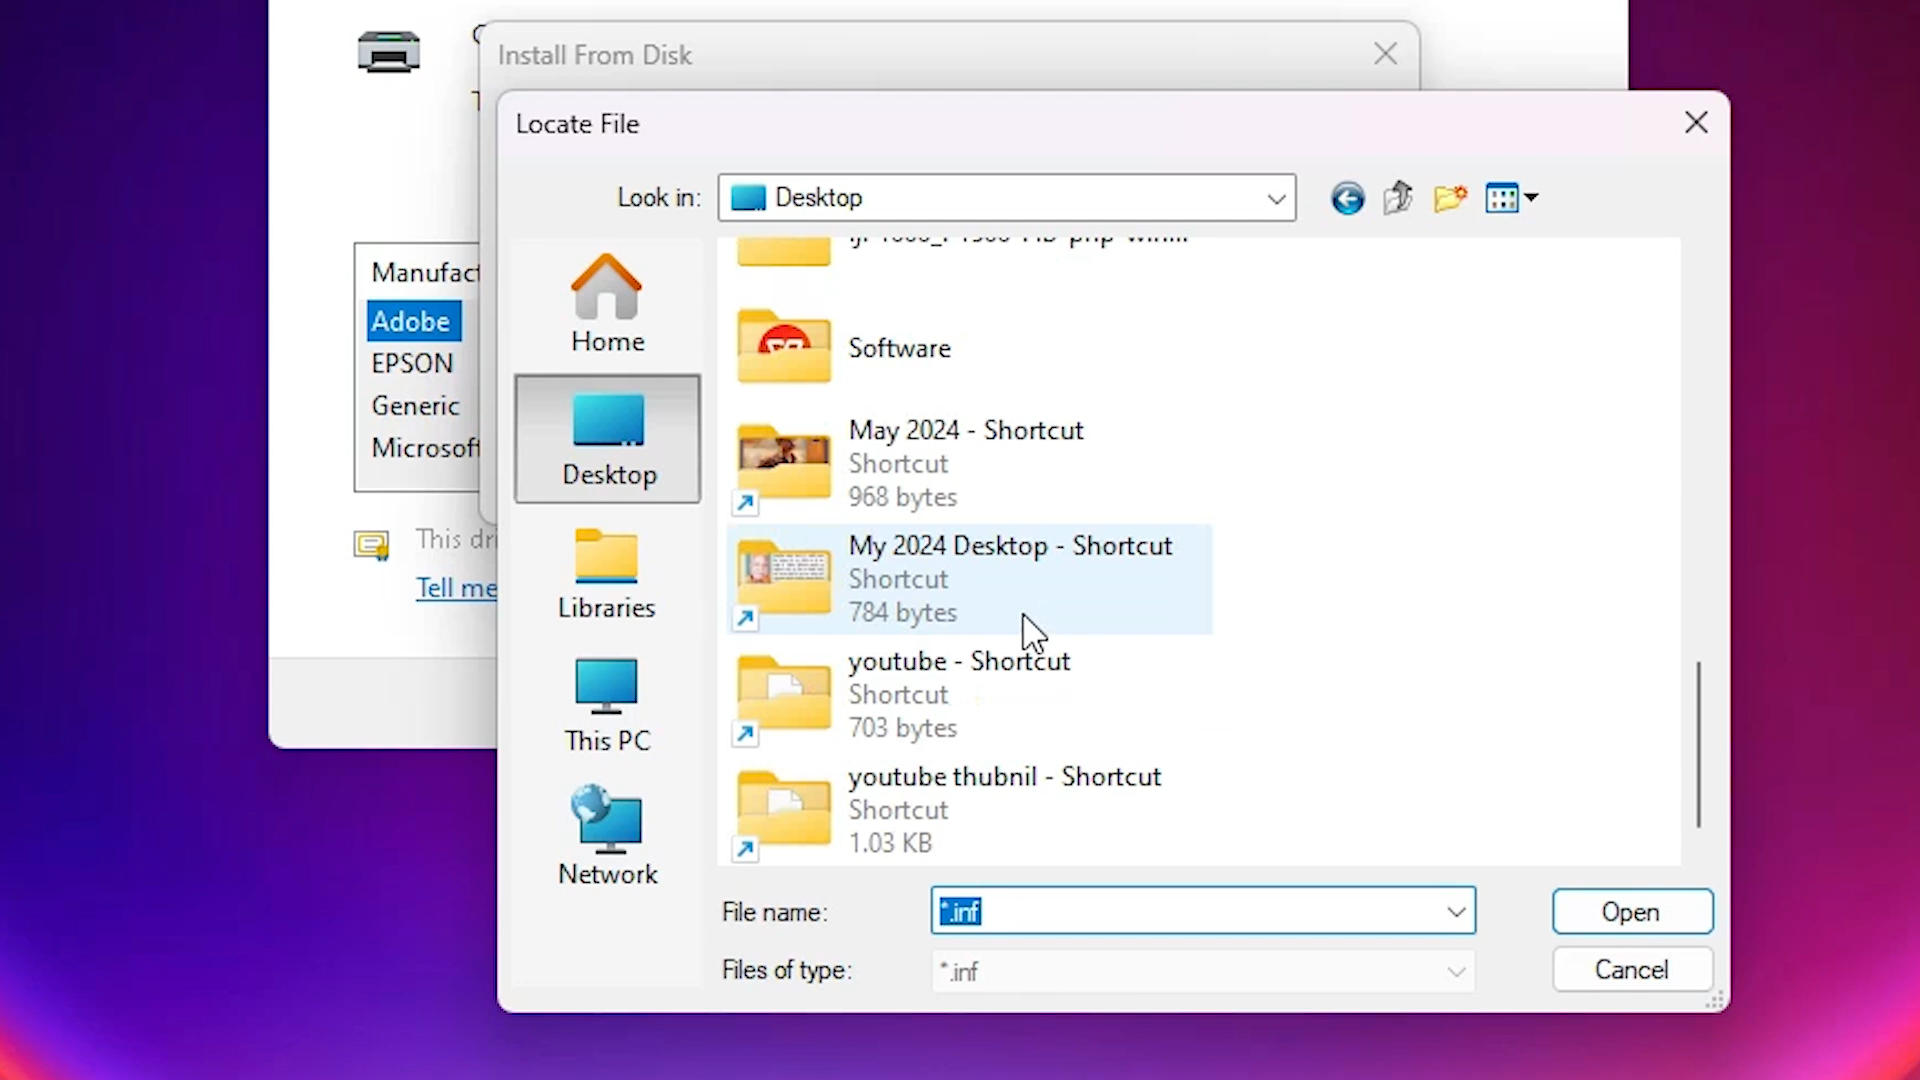 Install From Disk
Locate File
Look in:
Desktop
Manufact
Adobe
EPSON
Generic
Microsoft
This dri
Tell me
Home
Desktop
Libraries
This PC
Network
Software
May 2024 - Shortcut
Shortcut
968 bytes
My 2024 Desktop - Shortcut
Shortcut
784 bytes
youtube - Shortcut
Shortcut
703 bytes
youtube thubnil - Shortcut
Shortcut
1.03 KB
File name:
*.inf
Open
Files of type:
*.inf
Cancel